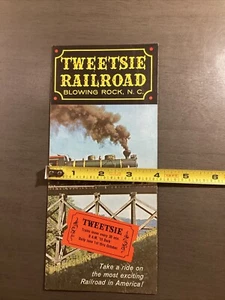 TWEETSIE
RAILROAD
BLOWING ROCK, N. C.
1 2 3 4 5 6
TWEETSIE
Take a ride on
the most exciting
Railroad in America!